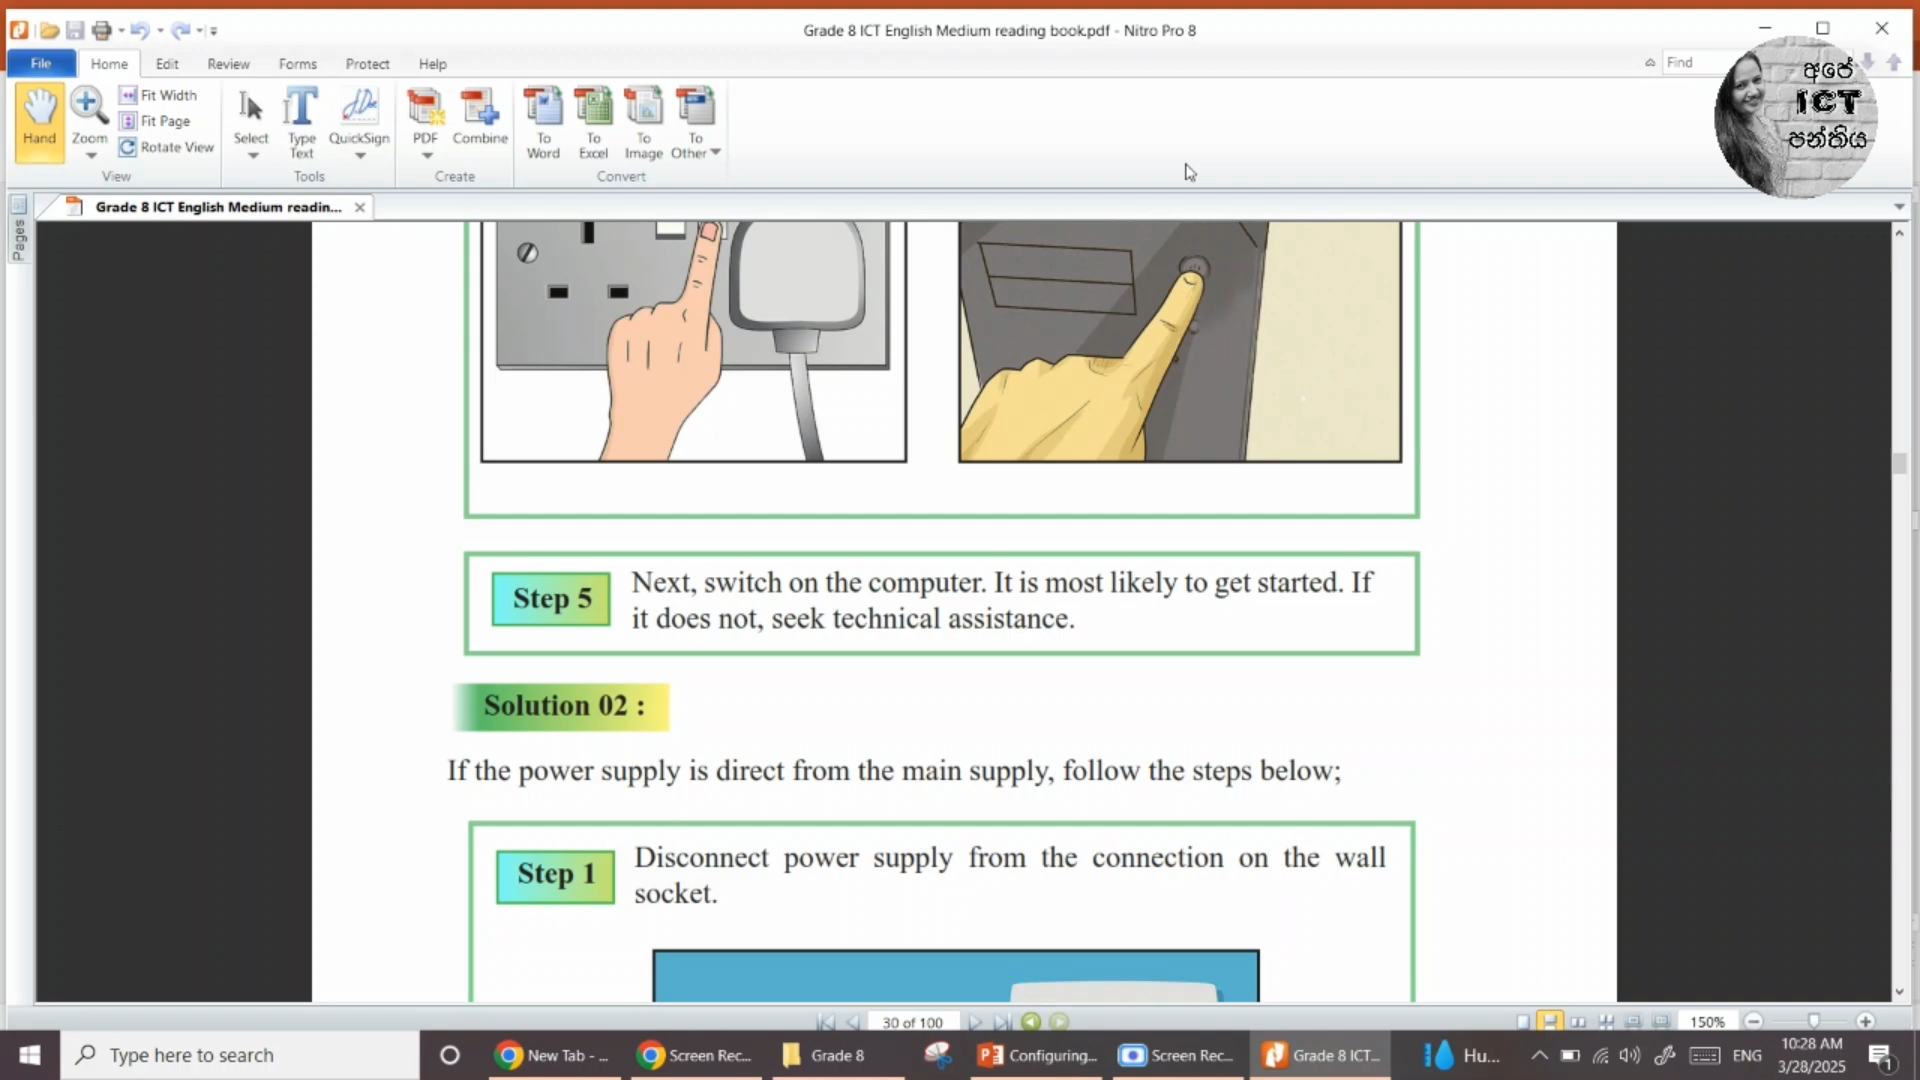 Grade 8 ICT English Medium reading book.pdf - Nitro Pro 8
File Home Edit Review Forms Protect Help
Find
අපේ
ICT
පන්තිය
Hand
Zoom
Fit Width
Fit Page
Rotate View
View
Select
Type
Text
QuickSign
Tools
PDF
Combine
Create
To
Word
To
Excel
To
Image
To
Other
Convert
Grade 8 ICT English Medium readin...
Pages
Step 5
Next, switch on the computer. It is most likely to get started. If
it does not, seek technical assistance.
Solution 02 :
If the power supply is direct from the main supply, follow the steps below;
Step 1
Disconnect power supply from the connection on the wall
socket.
30 of 100
150%
Type here to search
New Tab - ...
Screen Rec...
Grade 8
Configuring...
Screen Rec...
Grade 8 ICT...
Hu...
ENG
10:28 AM
3/28/2025
1